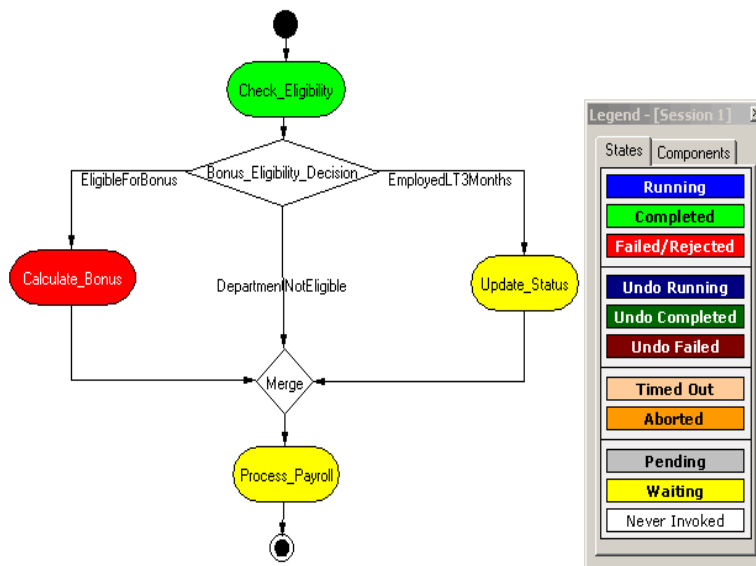 Check_Eligibility
Bonus_Eligibility_Decision
EligibleForBonus
EmployedLT3Months
Calculate_Bonus
DepartmentNotEligible
Update_Status
Merge
Process_Payroll
Legend - [Session 1]
States
Components
Running
Completed
Failed/Rejected
Undo Running
Undo Completed
Undo Failed
Timed Out
Aborted
Pending
Waiting
Never Invoked